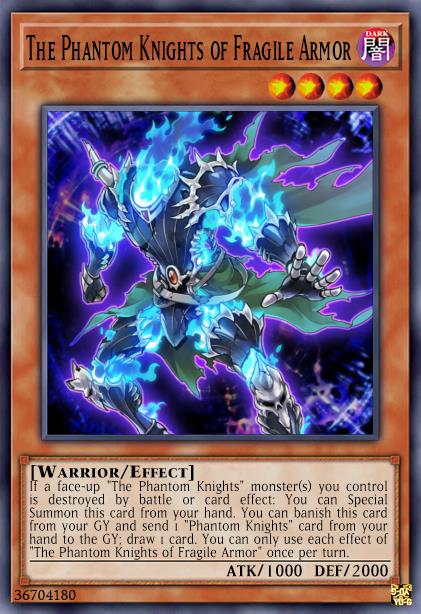 The Phantom Knights of Fragile Armor
DARK
闇
[Warrior/Effect]
If a face-up "The Phantom Knights" monster(s) you control
is destroyed by battle or card effect: You can Special
Summon this card from your hand. You can banish this card
from your GY and send 1 "Phantom Knights" card from your
hand to the GY; draw 1 card. You can only use each effect of
"The Phantom Knights of Fragile Armor" once per turn.
ATK/1000 DEF/2000
36704180